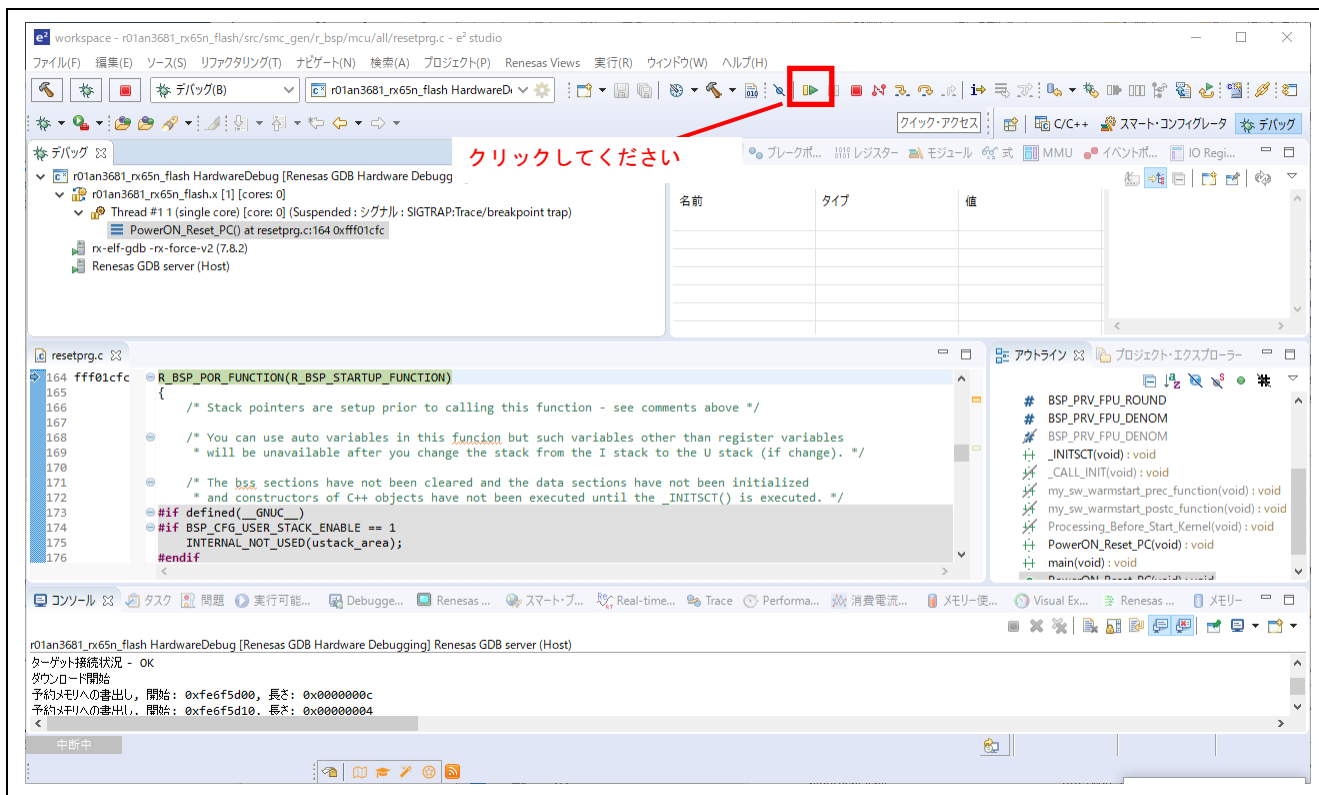 workspace - r01an3681_rx65n_flash/src/smc_gen/r_bsp/mcu/all/resetprg.c - e² studio
ファイル(F) 編集(E) ソース(S) リファクタリング(T) ナビゲート(N) 検索(A) プロジェクト(P) Renesas Views 実行(R) ウィンドウ(W) ヘルプ(H)
デバッグ(B) r01an3681_rx65n_flash HardwareDe
クイック・アクセス C/C++ スマート・コンフィグレータ デバッグ
クリックしてください
デバッグ ブレークポ... レジスター モジュール 式 MMU イベントポ... IO Regi...
r01an3681_rx65n_flash HardwareDebug [Renesas GDB Hardware Debugg
r01an3681_rx65n_flash.x [1] [cores: 0]
Thread #1 1 (single core) [core: 0] (Suspended : シグナル : SIGTRAP:Trace/breakpoint trap)
PowerON_Reset_PC() at resetprg.c:164 0xfff01cfc
rx-elf-gdb -rx-force-v2 (7.8.2)
Renesas GDB server (Host)
名前 タイプ 値
resetprg.c
164 fff01cfc R_BSP_POR_FUNCTION(R_BSP_STARTUP_FUNCTION)
165 {
166 /* Stack pointers are setup prior to calling this function - see comments above */
167
168 /* You can use auto variables in this funcion but such variables other than register variables
169 * will be unavailable after you change the stack from the I stack to the U stack (if change). */
170
171 /* The bss sections have not been cleared and the data sections have not been initialized
172 * and constructors of C++ objects have not been executed until the _INITSCT() is executed. */
173 #if defined(__GNUC__)
174 #if BSP_CFG_USER_STACK_ENABLE == 1
175 INTERNAL_NOT_USED(ustack_area);
176 #endif
アウトライン プロジェクト・エクスプローラー
BSP_PRV_FPU_ROUND
BSP_PRV_FPU_DENOM
BSP_PRV_FPU_DENOM
_INITSCT(void) : void
_CALL_INIT(void) : void
my_sw_warmstart_prec_function(void) : void
my_sw_warmstart_postc_function(void) : void
Processing_Before_Start_Kernel(void) : void
PowerON_Reset_PC(void) : void
main(void) : void
PowerON_Reset_PC(void) : void
コンソール タスク 問題 実行可能... Debugge... Renesas ... スマート・ブ... Real-time... Trace Performa... 消費電流... メモリー使... Visual Ex... Renesas ... メモリー
r01an3681_rx65n_flash HardwareDebug [Renesas GDB Hardware Debugging] Renesas GDB server (Host)
ターゲット接続状況 - OK
ダウンロード開始
予約メモリへの書出し, 開始: 0xfe6f5d00, 長さ: 0x0000000c
予約メモリへの書出し, 開始: 0xfe6f5d10, 長さ: 0x00000004
中断中